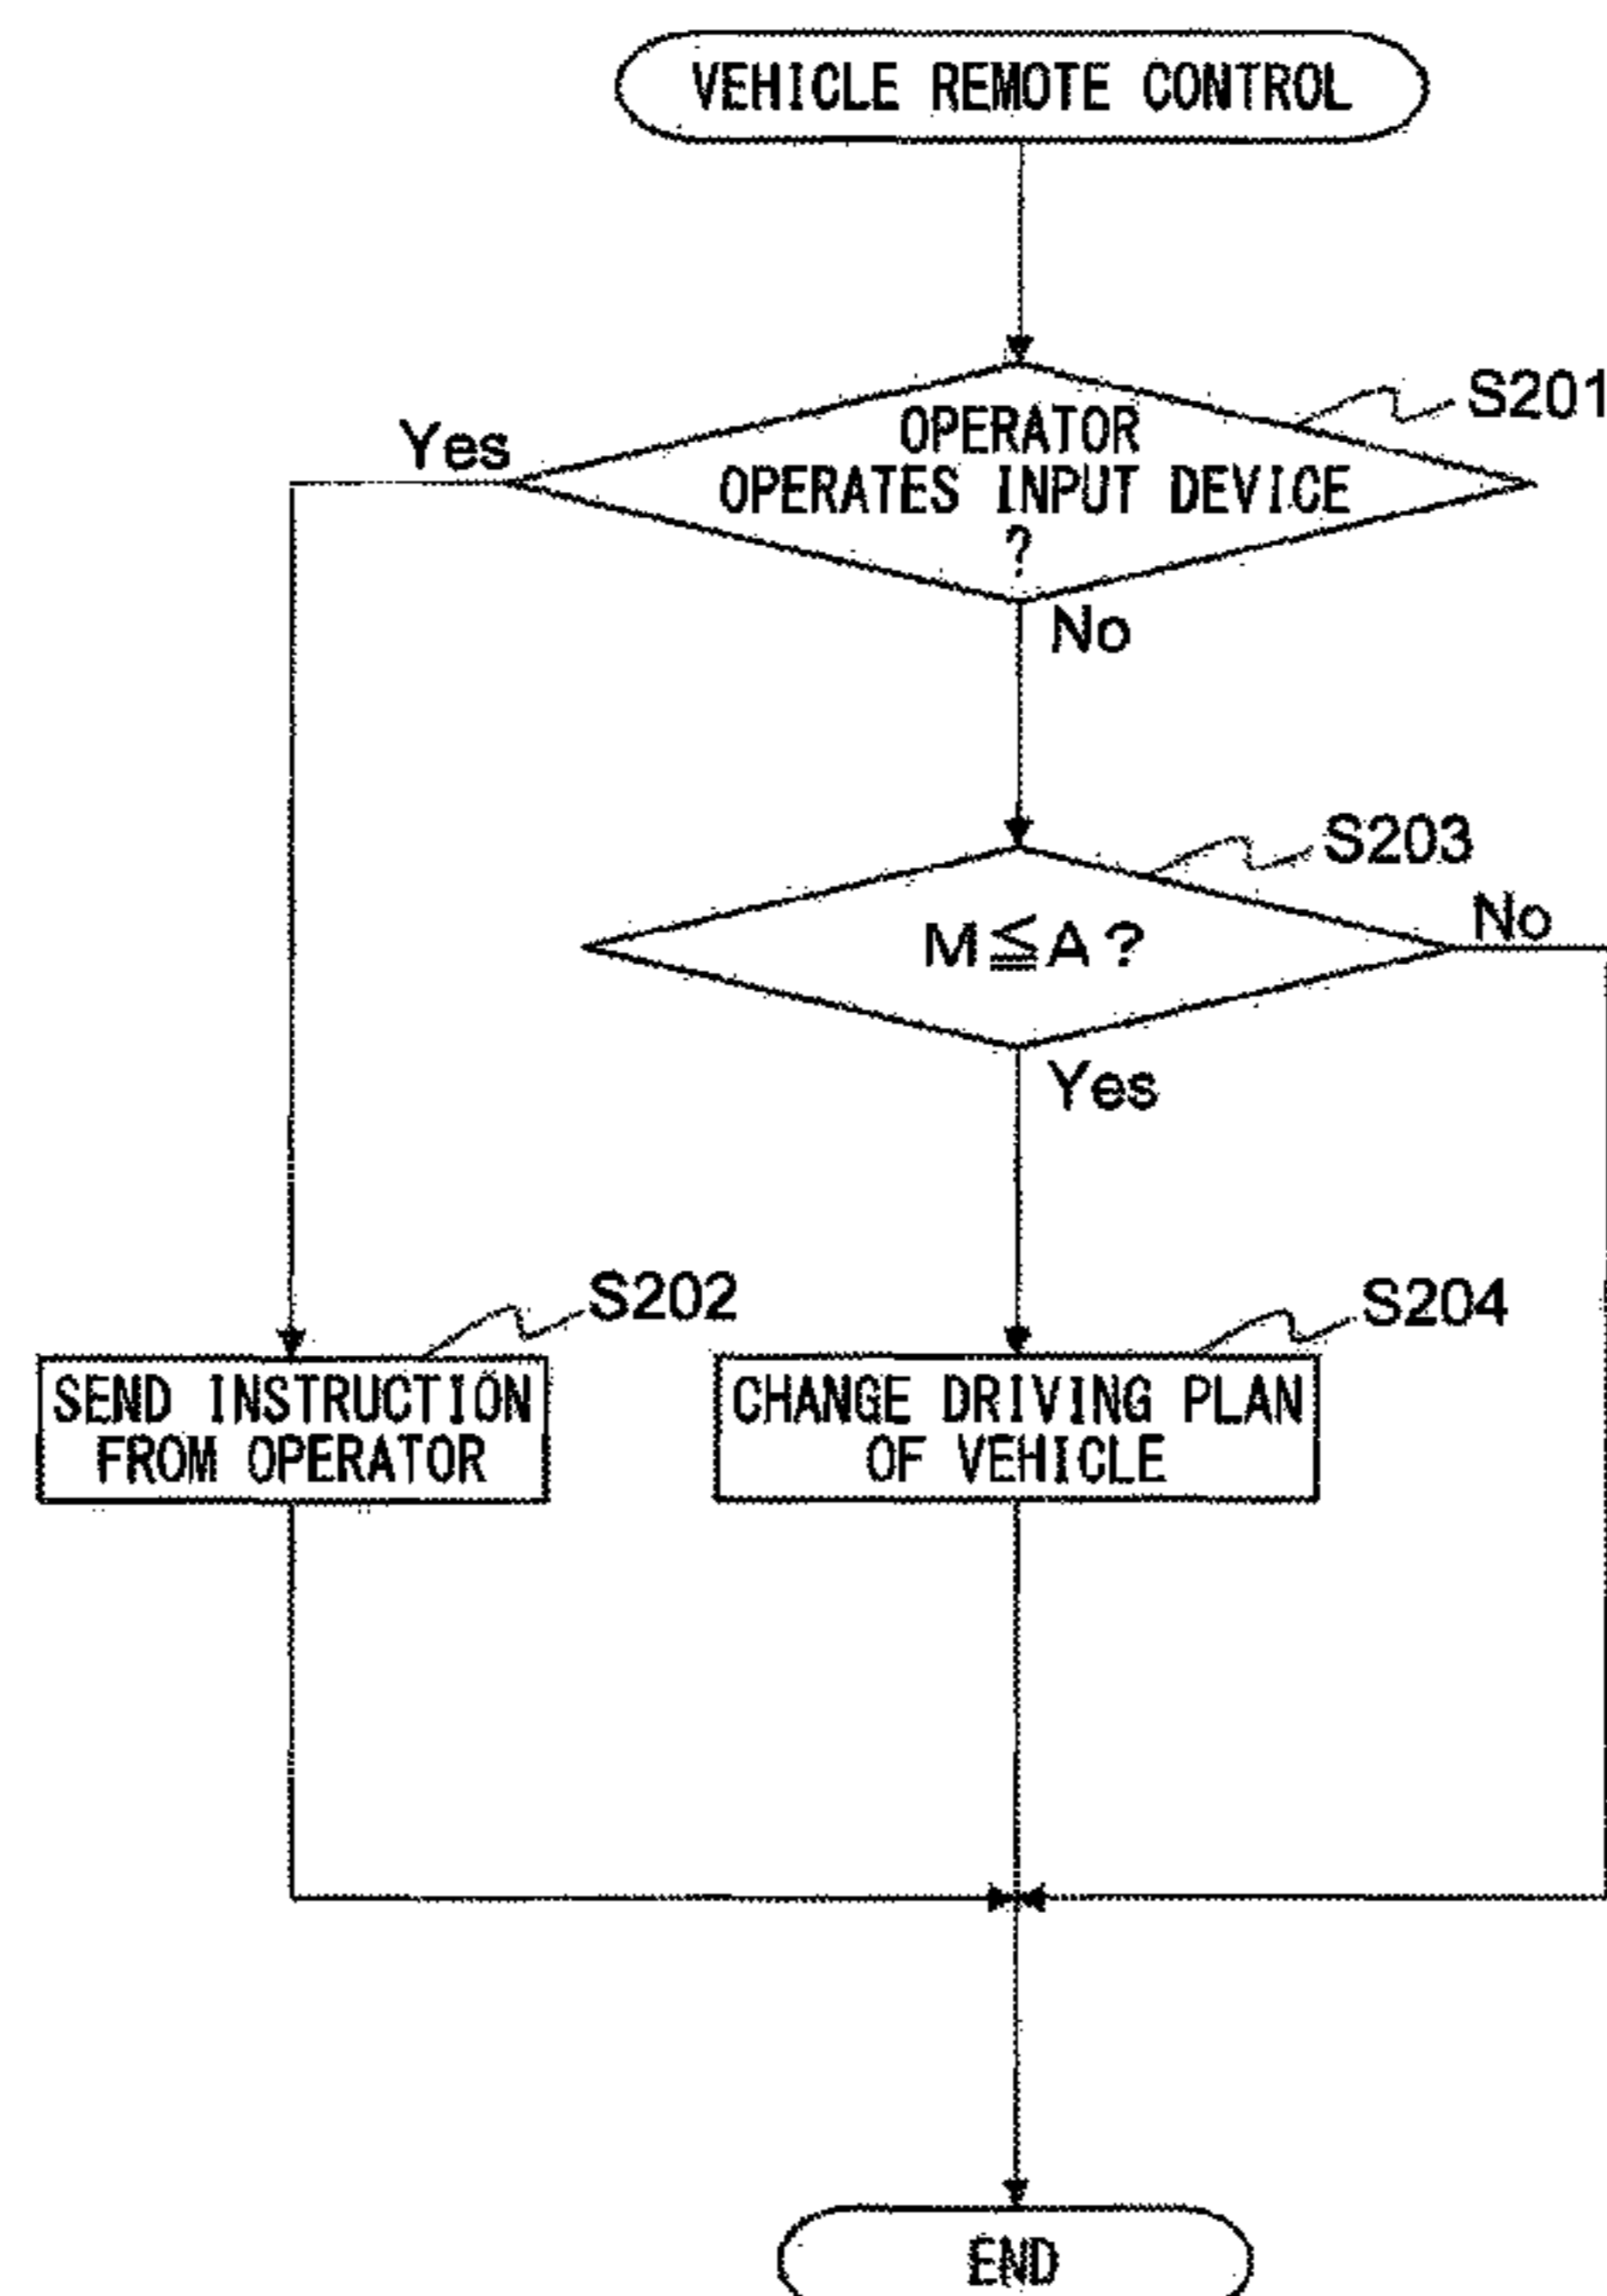 VEHICLE REMOTE CONTROL
S201
Yes
OPERATOR
OPERATES INPUT DEVICE
?
No
S203
M≦A?
No
Yes
S202
SEND INSTRUCTION
FROM OPERATOR
S204
CHANGE DRIVING PLAN
OF VEHICLE
END